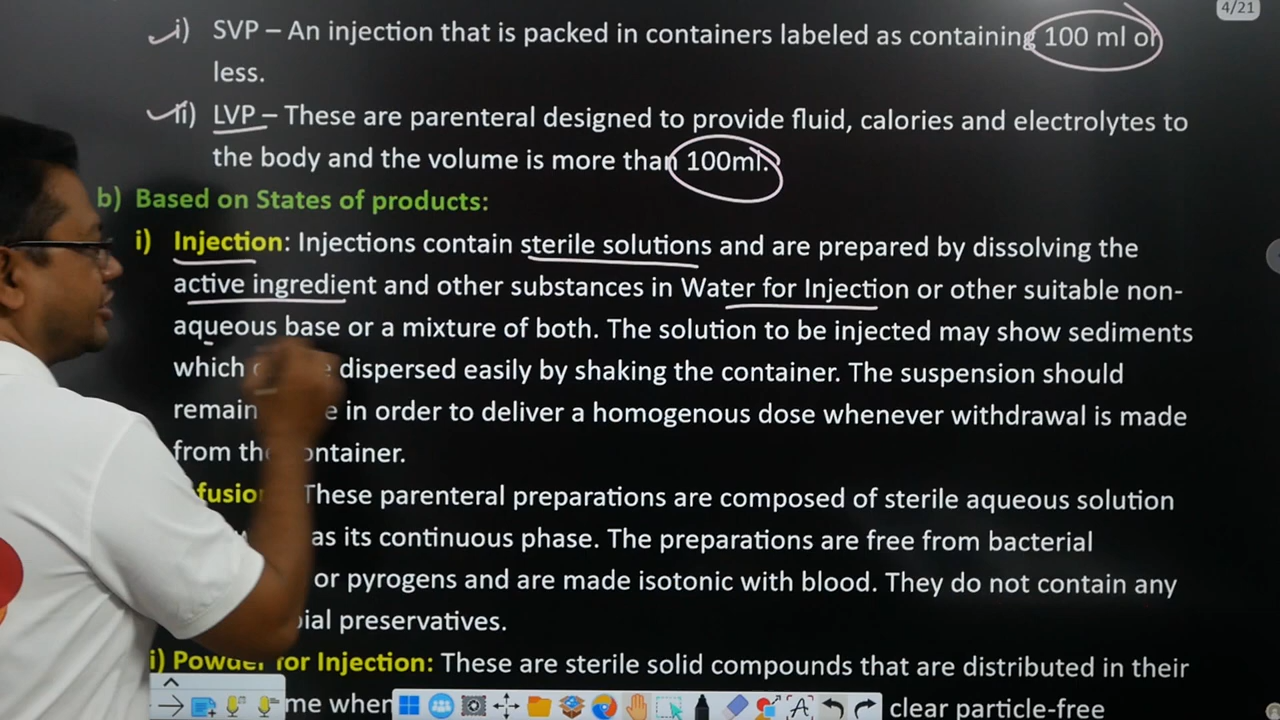 4/21
i) SVP – An injection that is packed in containers labeled as containing 100 ml or
less.
ii) LVP – These are parenteral designed to provide fluid, calories and electrolytes to
the body and the volume is more than 100ml.
b) Based on States of products:
i) Injection: Injections contain sterile solutions and are prepared by dissolving the
active ingredient and other substances in Water for Injection or other suitable non-
aqueous base or a mixture of both. The solution to be injected may show sediments
which dispersed easily by shaking the container. The suspension should
remain in order to deliver a homogenous dose whenever withdrawal is made
from the container.
These parenteral preparations are composed of sterile aqueous solution
as its continuous phase. The preparations are free from bacterial
or pyrogens and are made isotonic with blood. They do not contain any
preservatives.
Powder for Injection: These are sterile solid compounds that are distributed in their
when clear particle-free